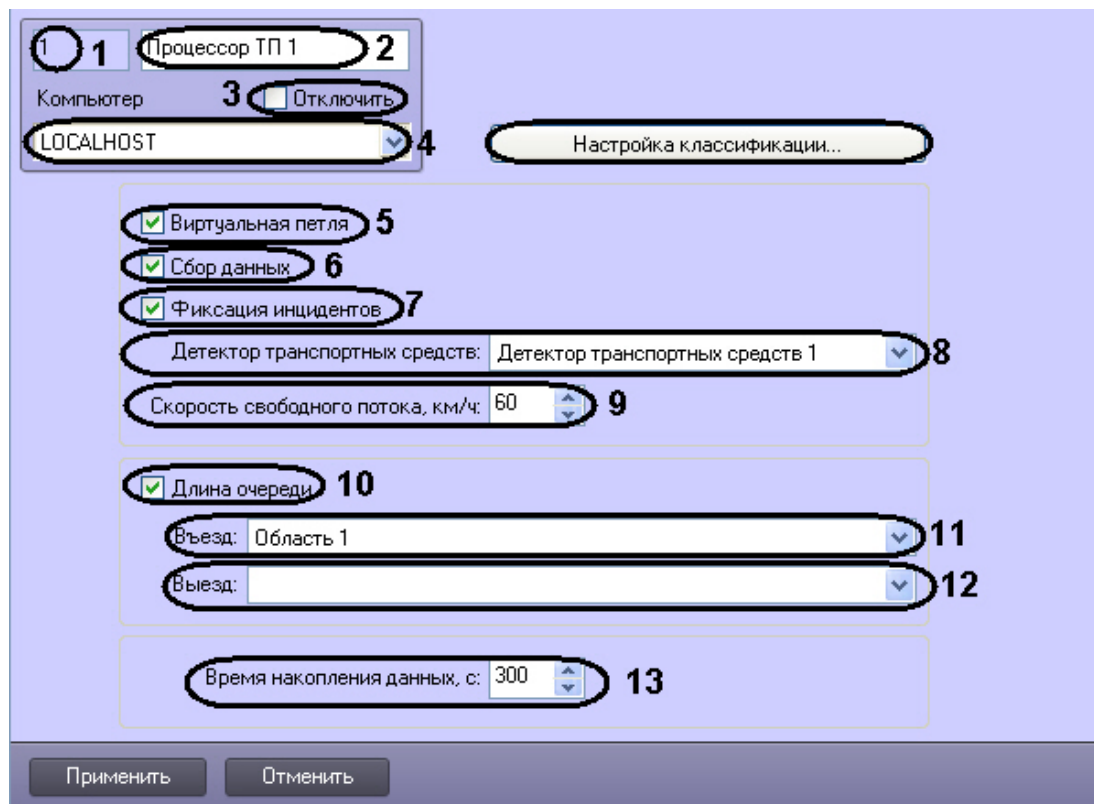 1 1 Процессор ТП 1 2
Компьютер 3 Отключить
LOCALHOST 4 Настройка классификации...
Виртуальная петля 5
Сбор данных 6
Фиксация инцидентов 7
Детектор транспортных средств: Детектор транспортных средств 1 8
Скорость свободного потока, км/ч: 60 9
Длина очереди 10
Въезд: Область 1 11
Выезд: 12
Время накопления данных, с: 300 13
Применить Отменить